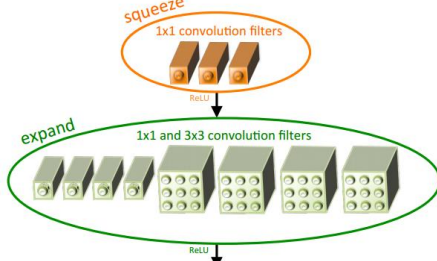 squeeze
1x1 convolution filters
ReLU
expand
1x1 and 3x3 convolution filters
ReLU